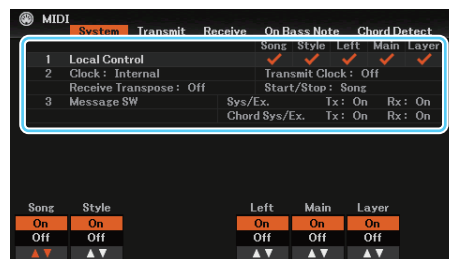 MIDI
System Transmit Receive On Bass Note Chord Detect
Song Style Left Main Layer
1 Local Control
2 Clock : Internal Transmit Clock : Off
Receive Transpose : Off Start/Stop : Song
3 Message SW Sys/Ex. Tx : On Rx : On
Chord Sys/Ex. Tx : On Rx : On
Song Style Left Main Layer
On On On On On
Off Off Off Off Off